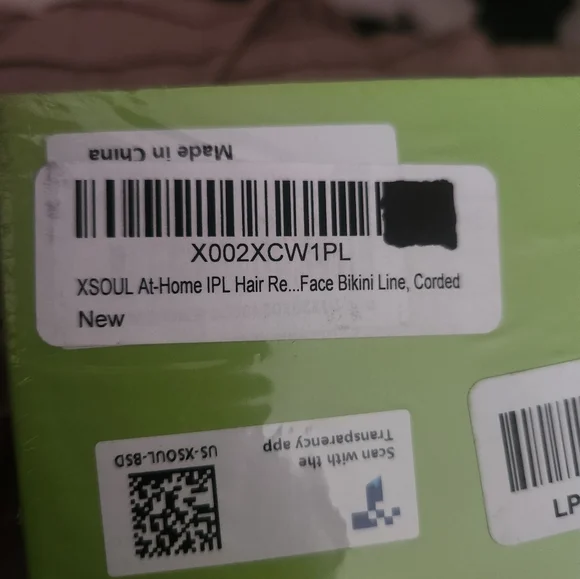 Made in China
X002XCW1PL
XSOUL At-Home IPL Hair Re...Face Bikini Line, Corded
New
Scan with the
Transparency app
US-XSOUL-BSD
LP